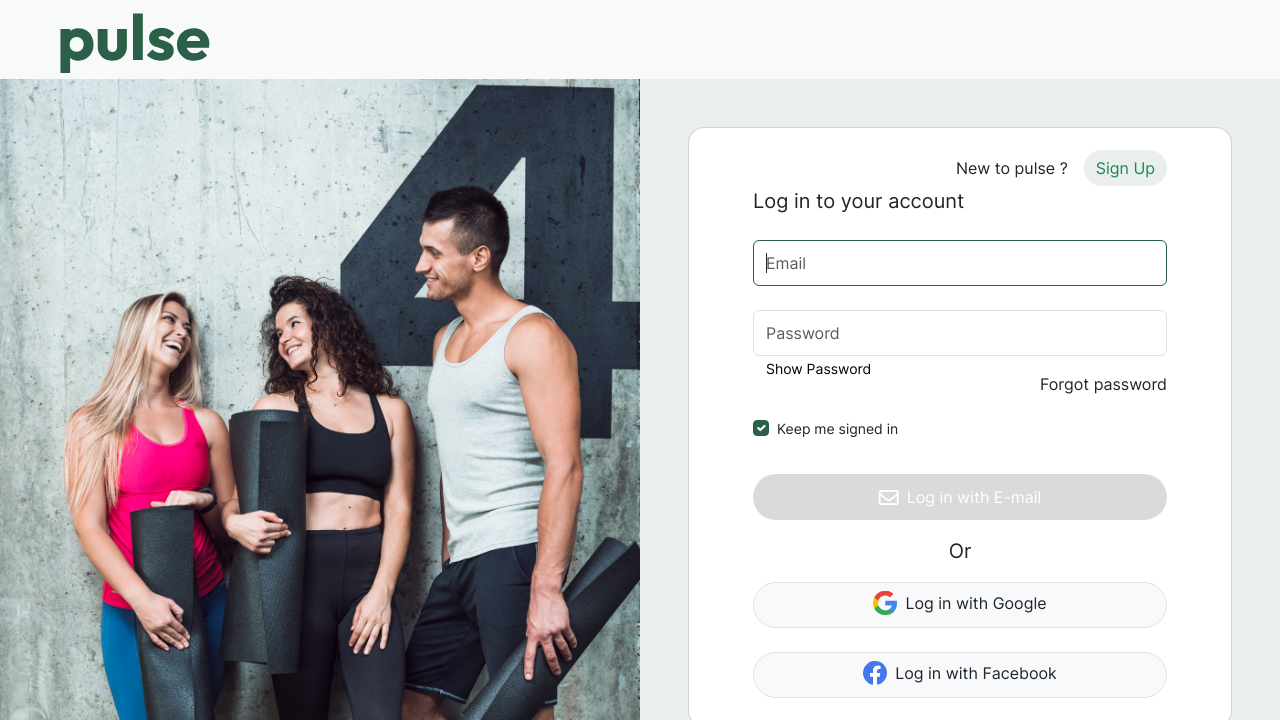 pulse
4
New to pulse ? Sign Up
Log in to your account
Email
Password
Show Password
Forgot password
Keep me signed in
Log in with E-mail
Or
Log in with Google
Log in with Facebook